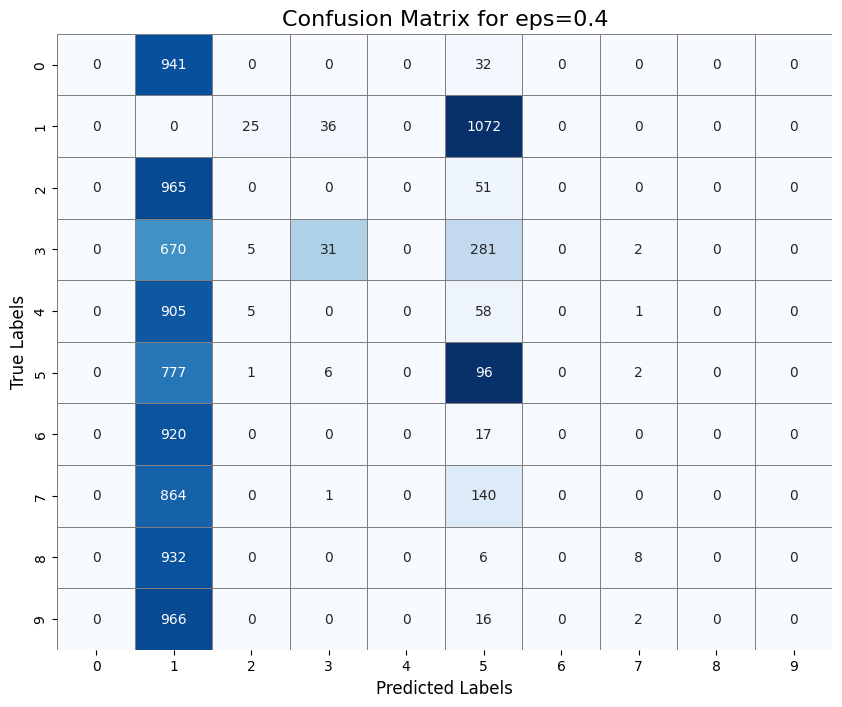 Confusion Matrix for eps=0.4
True Labels
0 0 941 0 0 0 32 0 0 0 0
1 0 0 25 36 0 1072 0 0 0 0
2 0 965 0 0 0 51 0 0 0 0
3 0 670 5 31 0 281 0 2 0 0
4 0 905 5 0 0 58 0 1 0 0
5 0 777 1 6 0 96 0 2 0 0
6 0 920 0 0 0 17 0 0 0 0
7 0 864 0 1 0 140 0 0 0 0
8 0 932 0 0 0 6 0 8 0 0
9 0 966 0 0 0 16 0 2 0 0
0 1 2 3 4 5 6 7 8 9
Predicted Labels